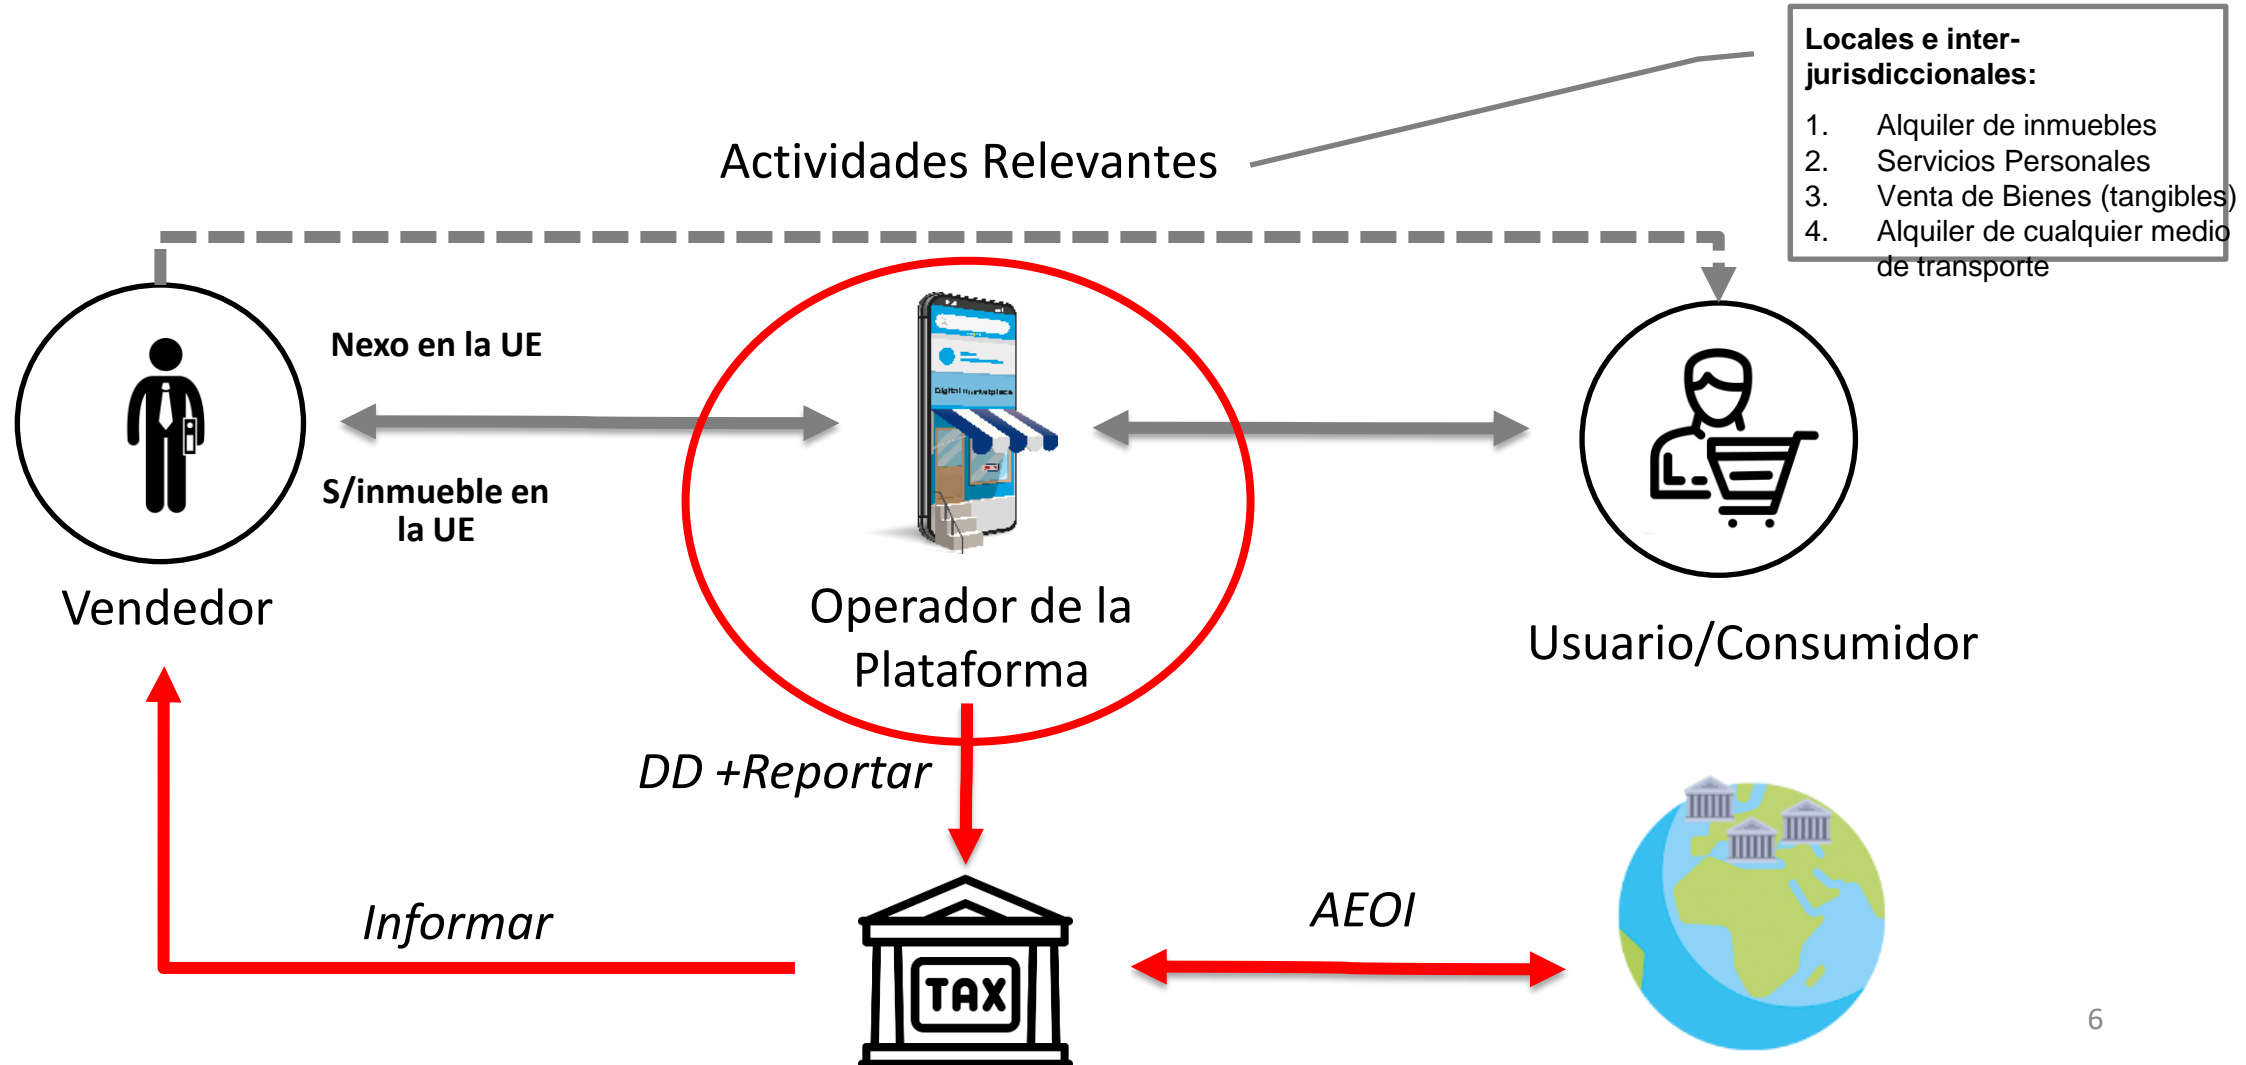 Locales e inter-
jurisdiccionales:
1. Alquiler de inmuebles
2. Servicios Personales
3. Venta de Bienes (tangibles)
4. Alquiler de cualquier medio
de transporte
Actividades Relevantes
Nexo en la UE
S/inmueble en
la UE
Digital marketplace
Vendedor
Operador de la
Plataforma
Usuario/Consumidor
DD +Reportar
Informar
AEOI
TAX
6